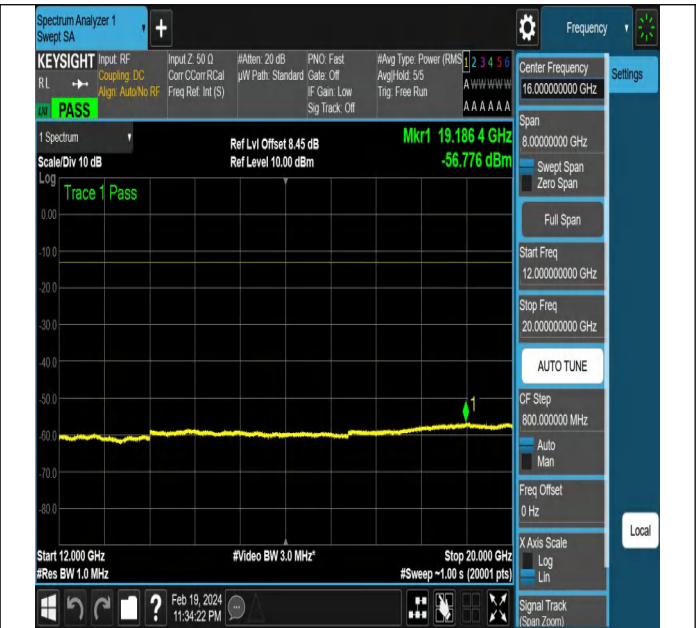 Spectrum Analyzer 1
Swept SA
+
Frequency
KEYSIGHT
RL
PASS
Input: RF
Coupling: DC
Align: Auto/No RF
Input Z: 50 Ω
Corr CCorr RCal
Freq Ref: Int (S)
#Atten: 20 dB
µW Path: Standard
PNO: Fast
Gate: Off
IF Gain: Low
Sig Track: Off
#Avg Type: Power (RMS
Avg|Hold: 5/5
Trig: Free Run
1 2 3 4 5 6
A W W W W W
A A A A A A
1 Spectrum
Scale/Div 10 dB
Ref Lvl Offset 8.45 dB
Ref Level 10.00 dBm
Mkr1 19.186 4 GHz
-56.776 dBm
Log
Trace 1 Pass
0.00
-10.0
-20.0
-30.0
-40.0
-50.0
-60.0
-70.0
-80.0
1
Start 12.000 GHz
#Res BW 1.0 MHz
#Video BW 3.0 MHz*
Stop 20.000 GHz
#Sweep ~1.00 s (20001 pts)
?
Feb 19, 2024
11:34:22 PM
Center Frequency
16.000000000 GHz
Settings
Span
8.00000000 GHz
Swept Span
Zero Span
Full Span
Start Freq
12.000000000 GHz
Stop Freq
20.000000000 GHz
AUTO TUNE
CF Step
800.000000 MHz
Auto
Man
Freq Offset
0 Hz
X Axis Scale
Log
Lin
Signal Track
(Span Zoom)
Local